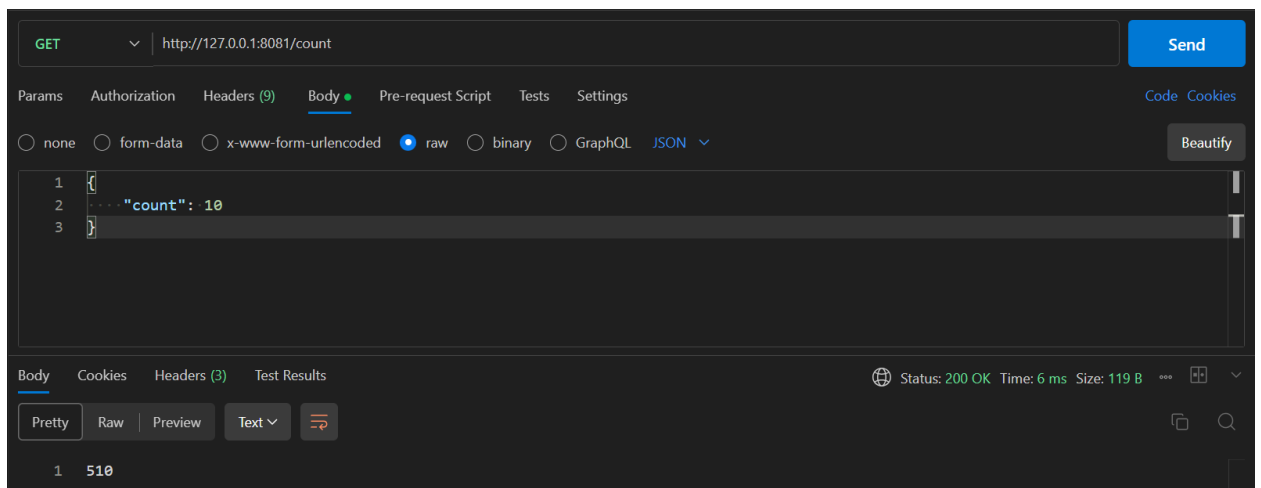 GET http://127.0.0.1:8081/count Send
Params Authorization Headers (9) Body Pre-request Script Tests Settings Code Cookies
none form-data x-www-form-urlencoded raw binary GraphQL JSON Beautify
1 {
2 "count": 10
3 }
Body Cookies Headers (3) Test Results Status: 200 OK Time: 6 ms Size: 119 B
Pretty Raw Preview Text
1 510